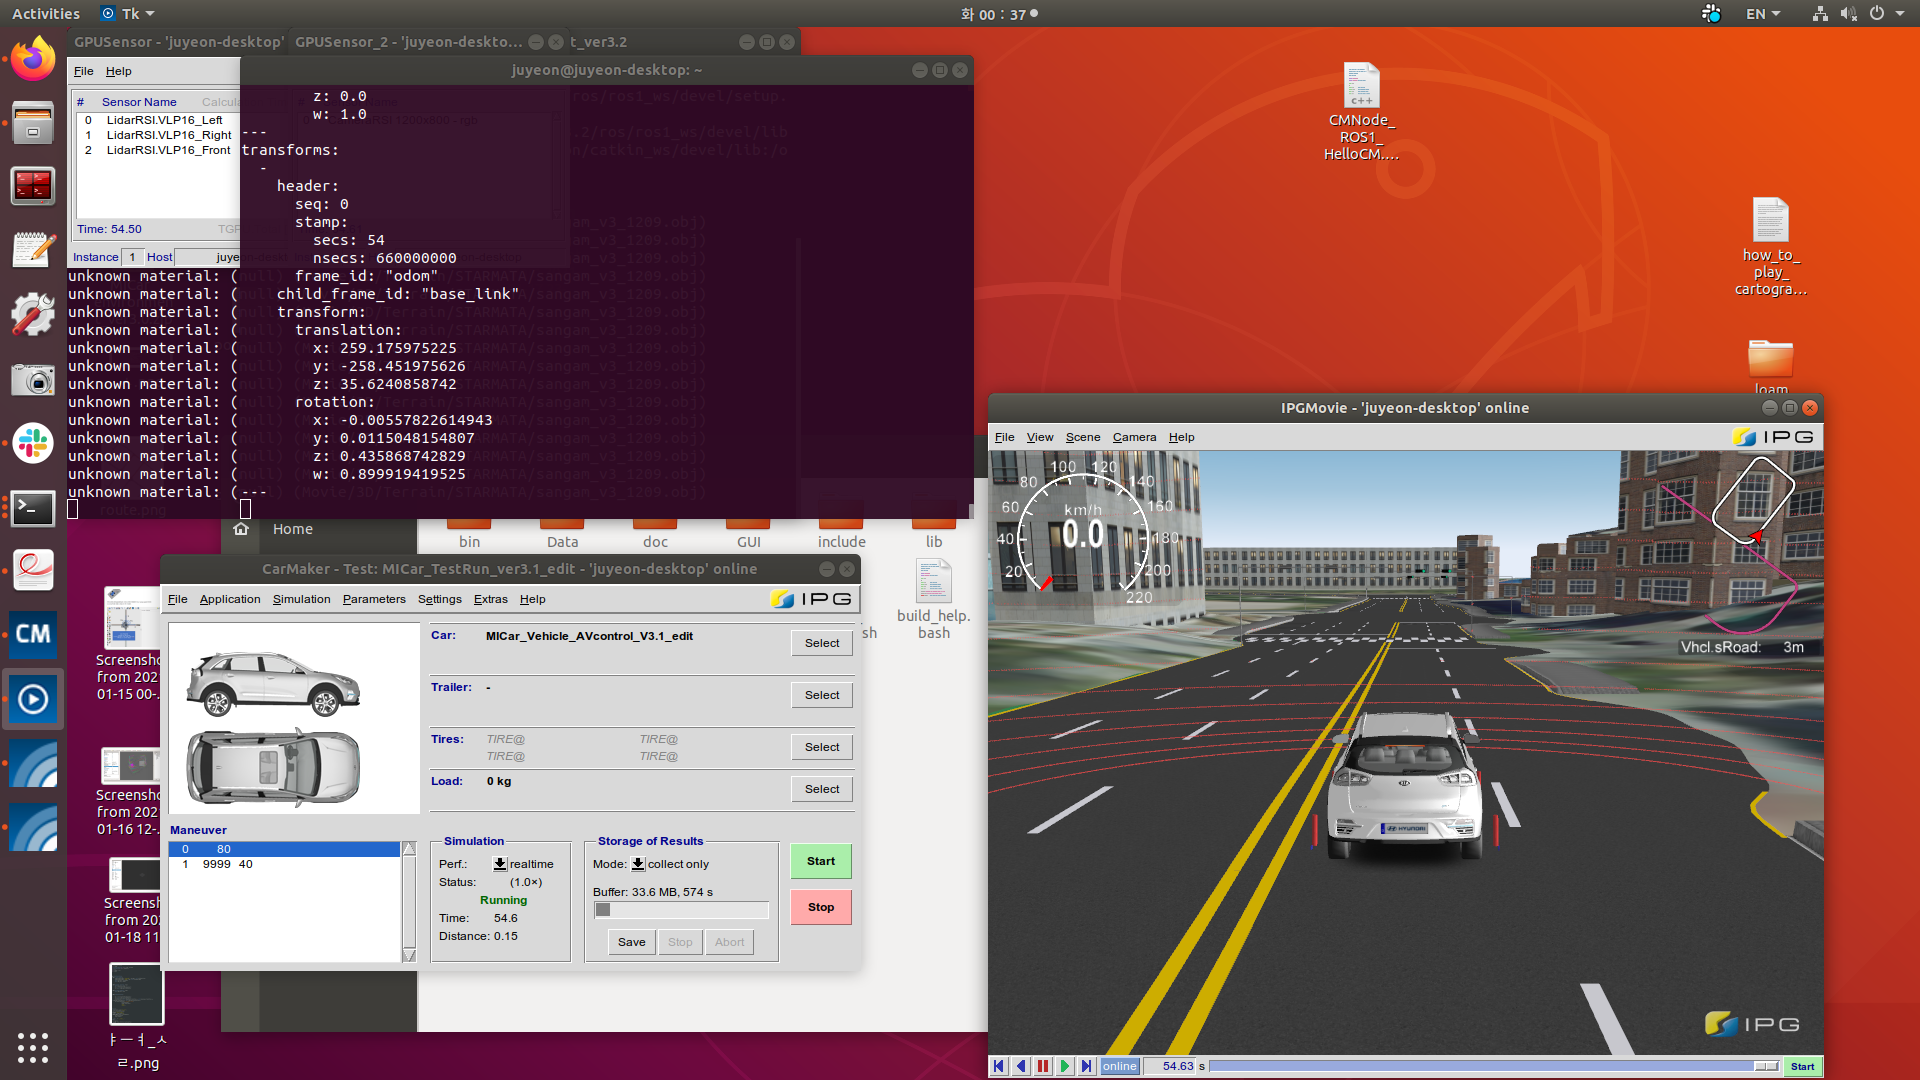 Activities
Tk
화 00 : 37
EN
GPUSensor - 'juyeon-desktop'
GPUSensor_2 - 'juyeon-deskto...
t_ver3.2
File Help
# Sensor Name
0 LidarRSI.VLP16_Left
1 LidarRSI.VLP16_Right
2 LidarRSI.VLP16_Front
Time: 54.50
Instance 1 Host juye
juyeon@juyeon-desktop: ~
z: 0.0
w: 1.0
---
transforms:
-
header:
seq: 0
stamp:
secs: 54
nsecs: 660000000
frame_id: "odom"
child_frame_id: "base_link"
transform:
translation:
x: 259.175975225
y: -258.451975626
z: 35.6240858742
rotation:
x: -0.00557822614943
y: 0.0115048154807
z: 0.435868742829
w: 0.899919419525
---
unknown material: (
unknown material: (
unknown material: (
unknown material: (
unknown material: (
unknown material: (
unknown material: (
unknown material: (
unknown material: (
unknown material: (
unknown material: (
unknown material: (
unknown material: (
route.png
Home
bin
Data
doc
GUI
include
lib
build_help.
bash
sh
CMNode_
ROS1_
HelloCM....
how_to_
play_
cartogra...
loam
Screensho
from 202
01-15 00-
Screensho
from 202
01-16 12-
Screensh
from 202
01-18 11
ㅑㅡㅕ_ㅅ
ㄹ.png
CM
CarMaker - Test: MICar_TestRun_ver3.1_edit - 'juyeon-desktop' online
File Application Simulation Parameters Settings Extras Help
IPG
Car: MICar_Vehicle_AVcontrol_V3.1_edit Select
Trailer: - Select
Tires: TIRE@ TIRE@ Select
TIRE@ TIRE@
Load: 0 kg Select
Maneuver
0 80
1 9999 40
Simulation
Perf.: realtime
Status: (1.0×)
Running
Time: 54.6
Distance: 0.15
Storage of Results
Mode: collect only
Buffer: 33.6 MB, 574 s
Save Stop Abort
Start
Stop
IPGMovie - 'juyeon-desktop' online
File View Scene Camera Help
IPG
20
40
60
80
100
120
140
160
180
200
220
km/h
0.0
Vhcl.sRoad: 3m
HYUNDAI
IPG
online 54.63 s Start